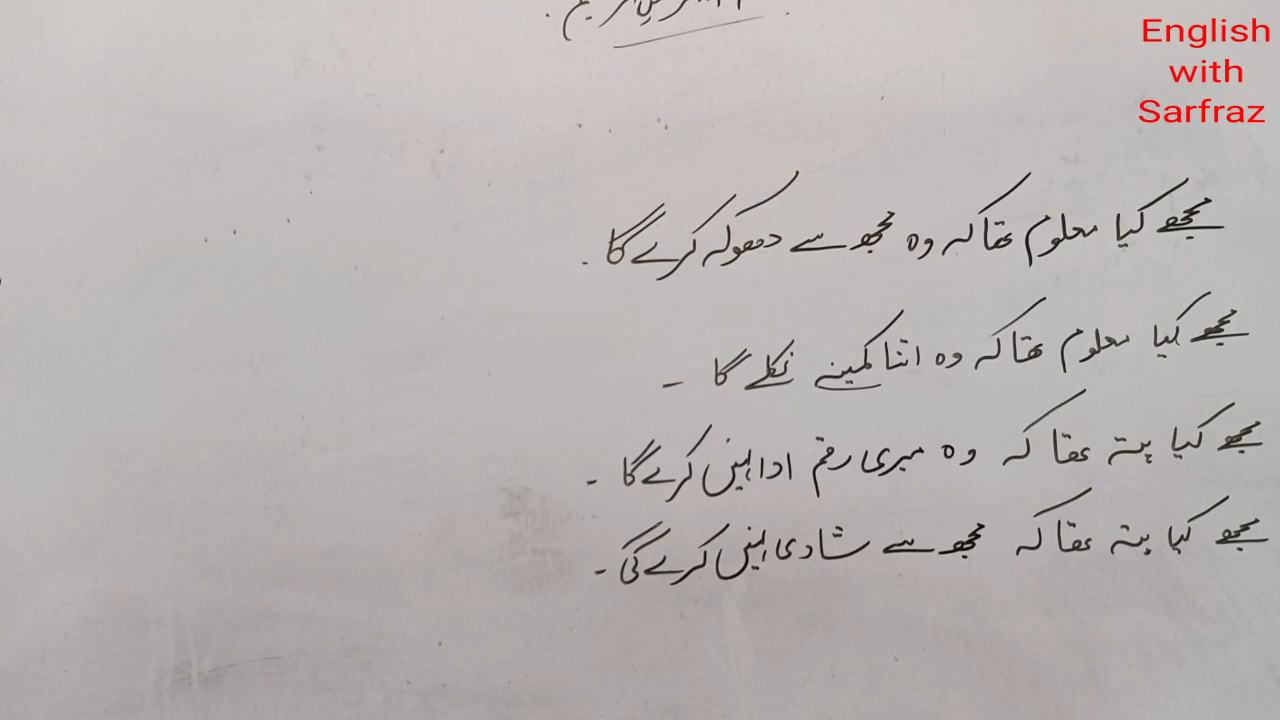 English
with
Sarfraz
مجھے کیا معلوم تھا کہ وہ مجھ سے دھوکہ کرے گا۔
مجھے کیا معلوم تھا کہ وہ اتنا کمینہ نکلے گا۔
مجھے کیا پتہ تھا کہ وہ میری رقم ادا نہیں کرے گا۔
مجھے کیا پتہ تھا کہ مجھ سے شادی نہیں کرے گی۔